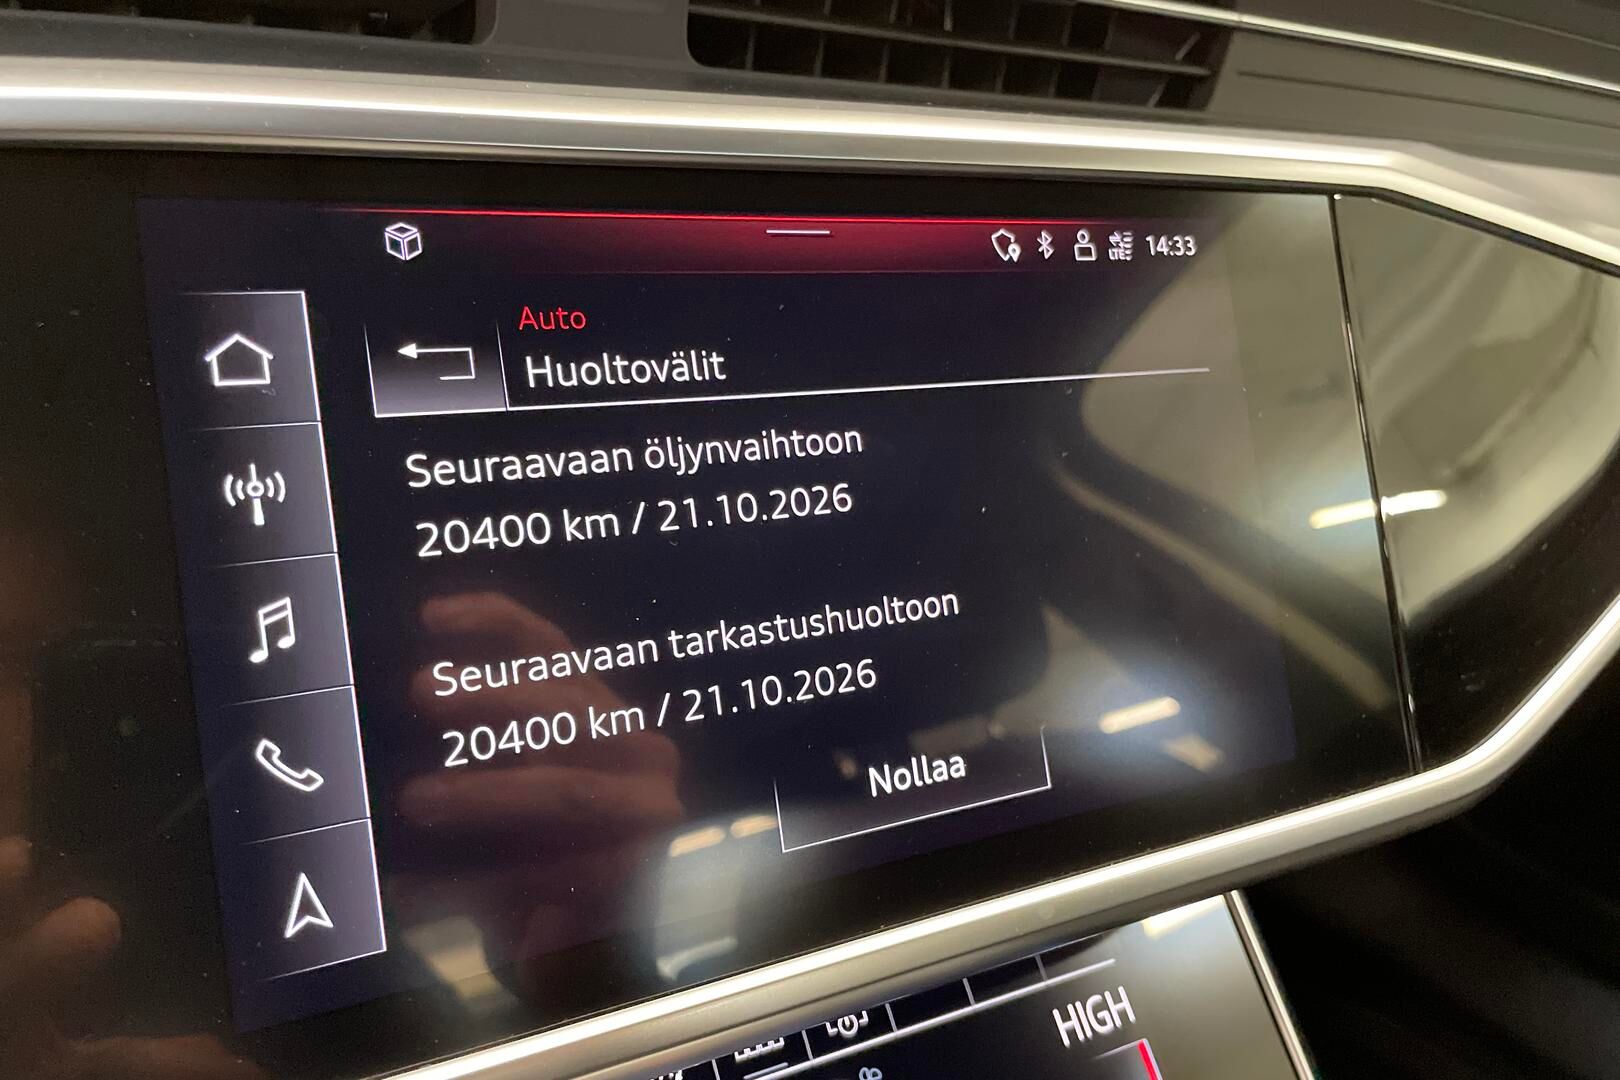 LTE
14:33
Auto
Huoltovälit
Seuraavaan öljynvaihtoon
20400 km / 21.10.2026
Seuraavaan tarkastushuoltoon
20400 km / 21.10.2026
Nollaa
HIGH